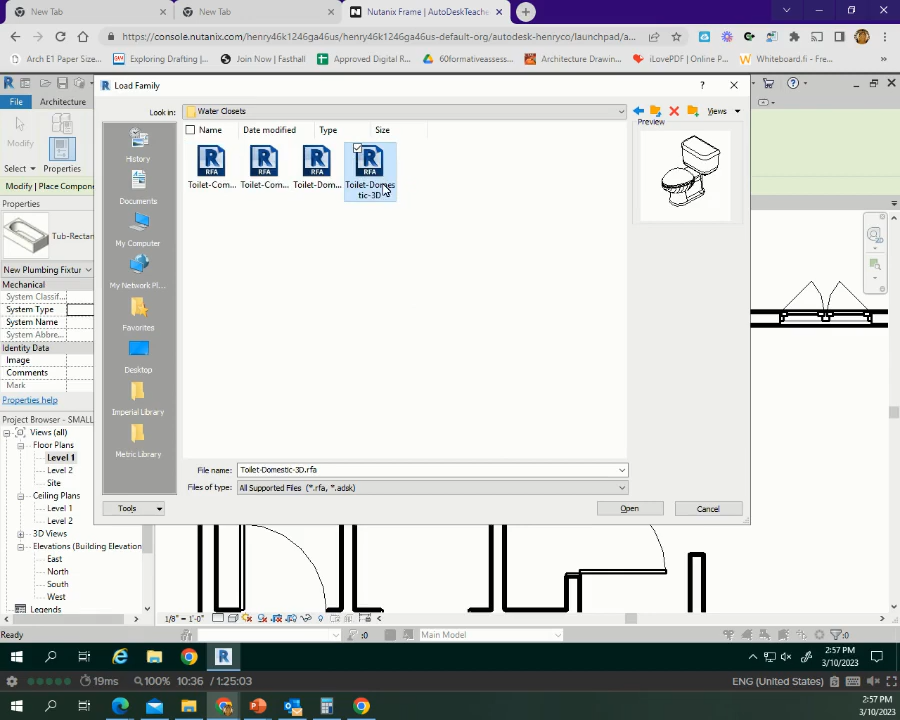 New Tab
New Tab
Nutanix Frame | AutoDeskTeache
https://console.nutanix.com/henry46k1246ga46us/henry46k1246ga46us-default-org/autodesk-henryco/launchpad/a...
Arch E1 Paper Size...
Exploring Drafting |...
Join Now | Fasthall
Approved Digital R...
60formativeassess...
Architecture Drawin...
iLovePDF | Online P...
Whiteboard.fi - Fre...
Load Family
File
Architecture
Modify
Properties
Select
Modify | Place Compone
Properties
Tub-Rectan
New Plumbing Fixtur
Mechanical
System Classif...
System Type
System Name
System Abbre...
Identity Data
Image
Comments
Mark
Properties help
Look in:
Water Closets
Views
Name
Date modified
Type
Size
Preview
Toilet-Com...
Toilet-Com...
Toilet-Dom...
Toilet-Domes
tic-3D
RFA
RFA
RFA
RFA
History
Documents
My Computer
My Network Pl...
Favorites
Desktop
Imperial Library
Metric Library
File name:
Toilet-Domestic-3D.rfa
Files of type:
All Supported Files (*.rfa, *.adsk)
Tools
Open
Cancel
Project Browser - SMALL
Views (all)
Floor Plans
Level 1
Level 2
Site
Ceiling Plans
Level 1
Level 2
3D Views
Elevations (Building Elevation
East
North
South
West
Legends
1/8" = 1'-0"
Ready
:0
Main Model
:0
2:57 PM
3/10/2023
19ms
100%
10:36 / 1:25:03
ENG (United States)
2:57 PM
3/10/2023